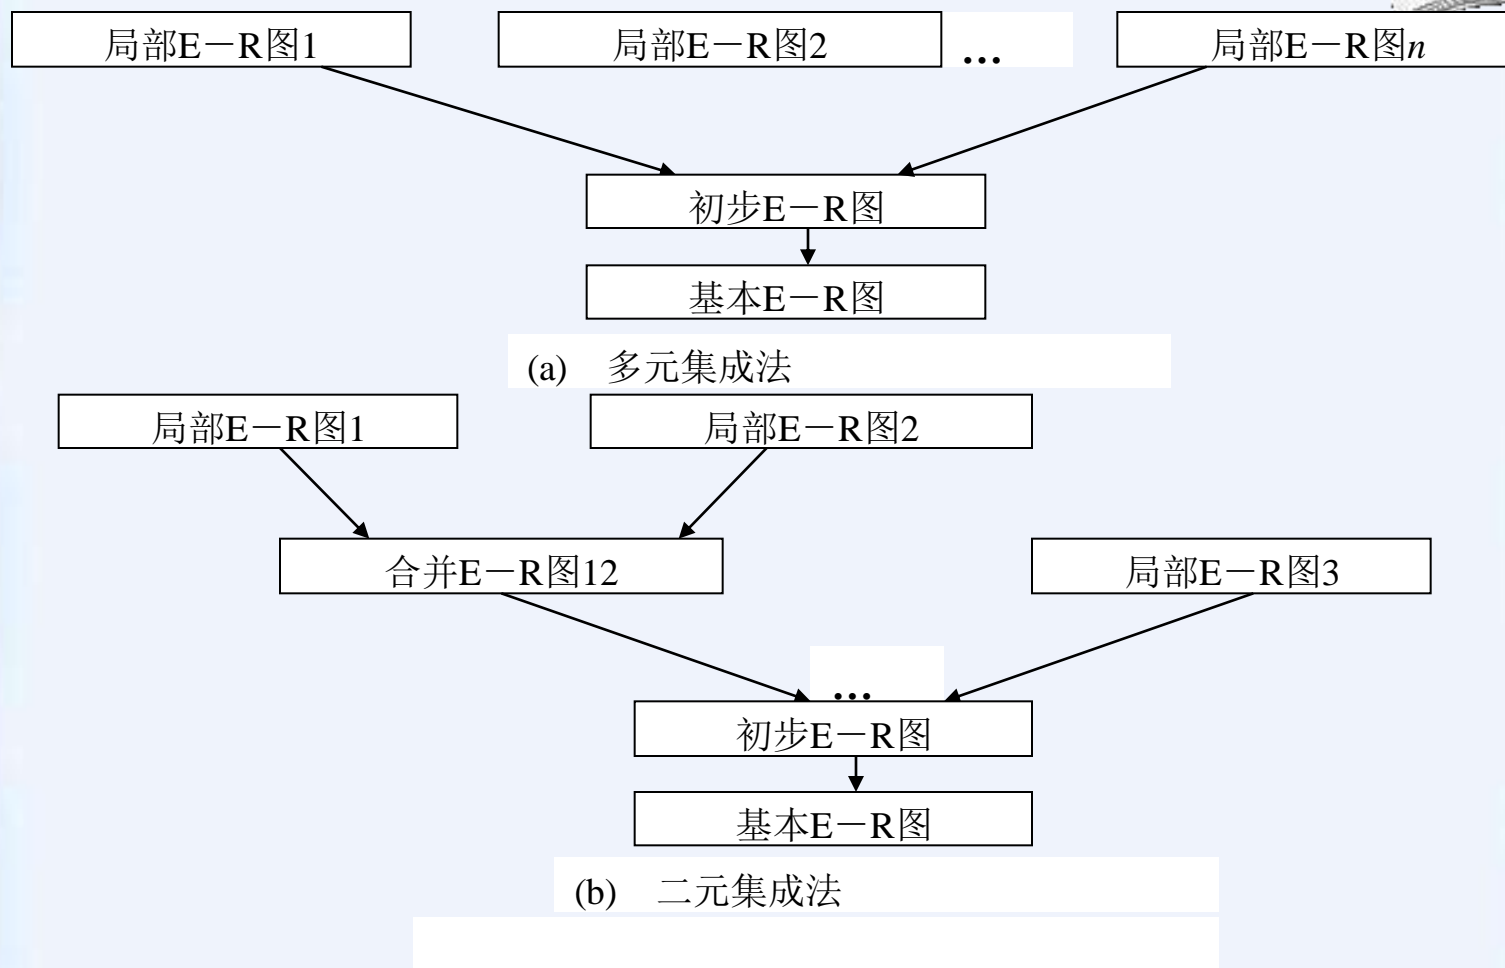 局部E－R图1
局部E－R图2
…
局部E－R图n
初步E－R图
基本E－R图
(a) 多元集成法
局部E－R图1
局部E－R图2
合并E－R图12
局部E－R图3
…
初步E－R图
基本E－R图
(b) 二元集成法